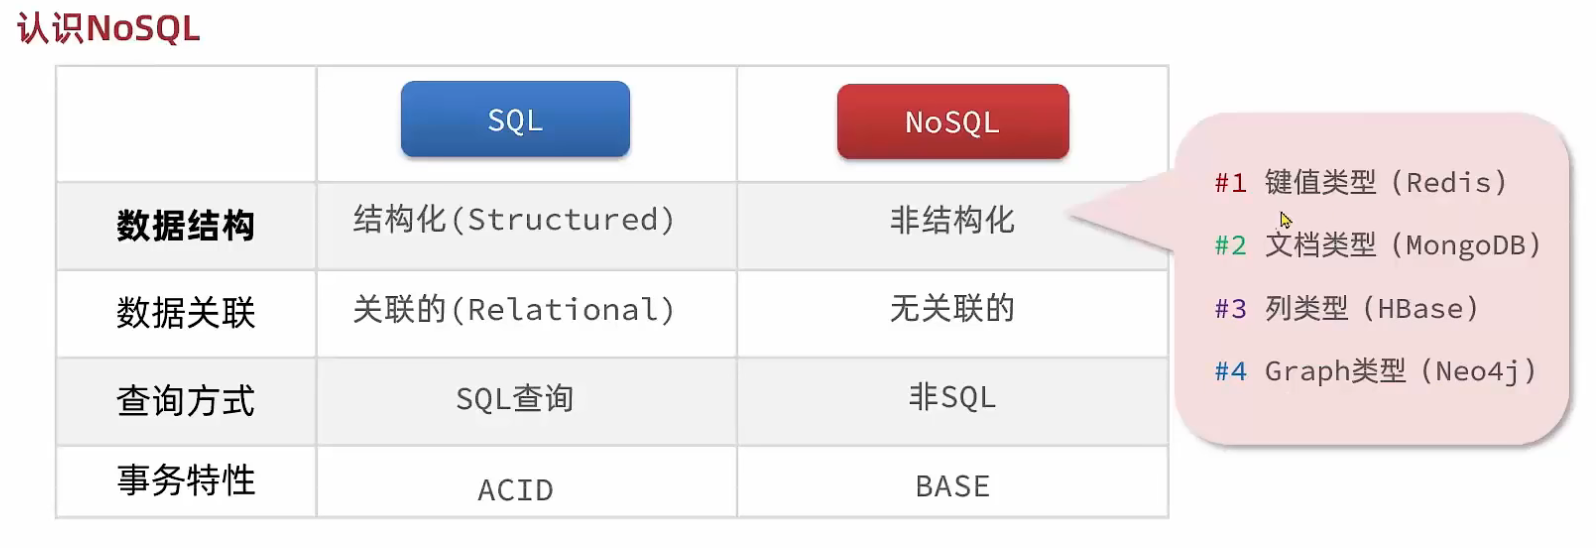 认识NoSQL
SQL
NoSQL
数据结构
结构化(Structured)
非结构化
数据关联
关联的(Relational)
无关联的
查询方式
SQL查询
非SQL
事务特性
ACID
BASE
#1 键值类型（Redis）
#2 文档类型（MongoDB）
#3 列类型（HBase）
#4 Graph类型（Neo4j）